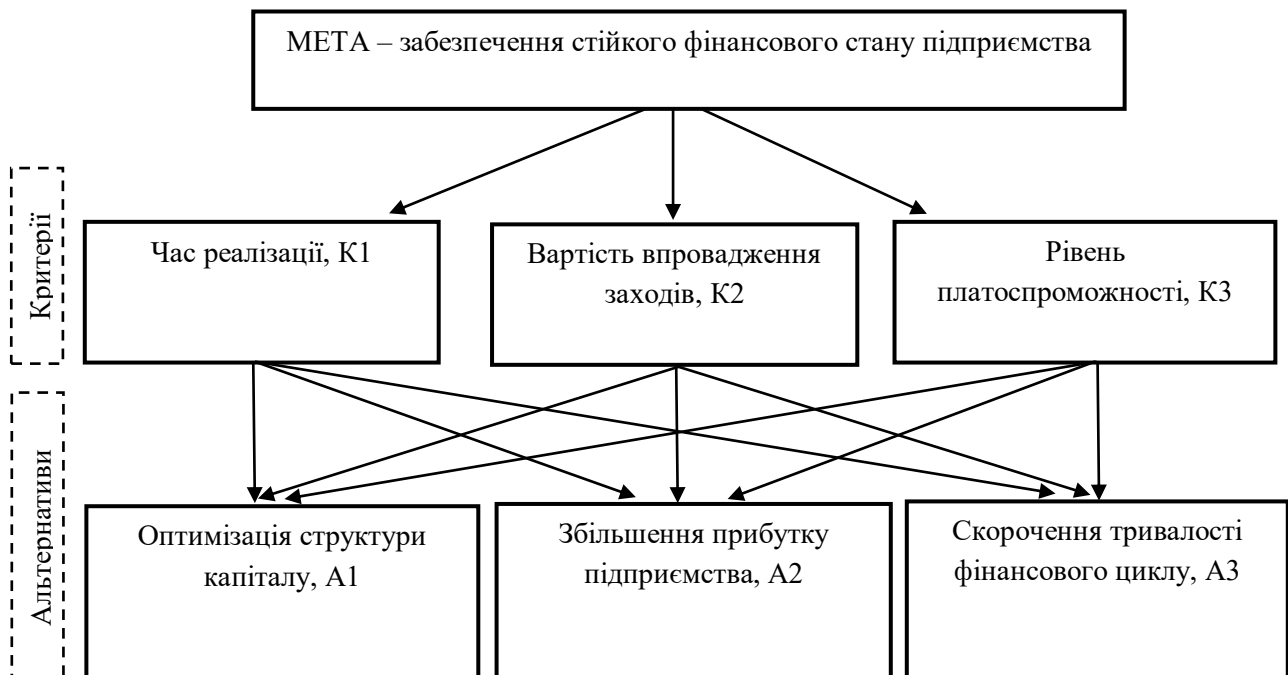 МЕТА – забезпечення стійкого фінансового стану підприємства
Критерії
Час реалізації, К1
Вартість впровадження
заходів, К2
Рівень
платоспроможності, К3
Альтернативи
Оптимізація структури
капіталу, А1
Збільшення прибутку
підприємства, А2
Скорочення тривалості
фінансового циклу, А3